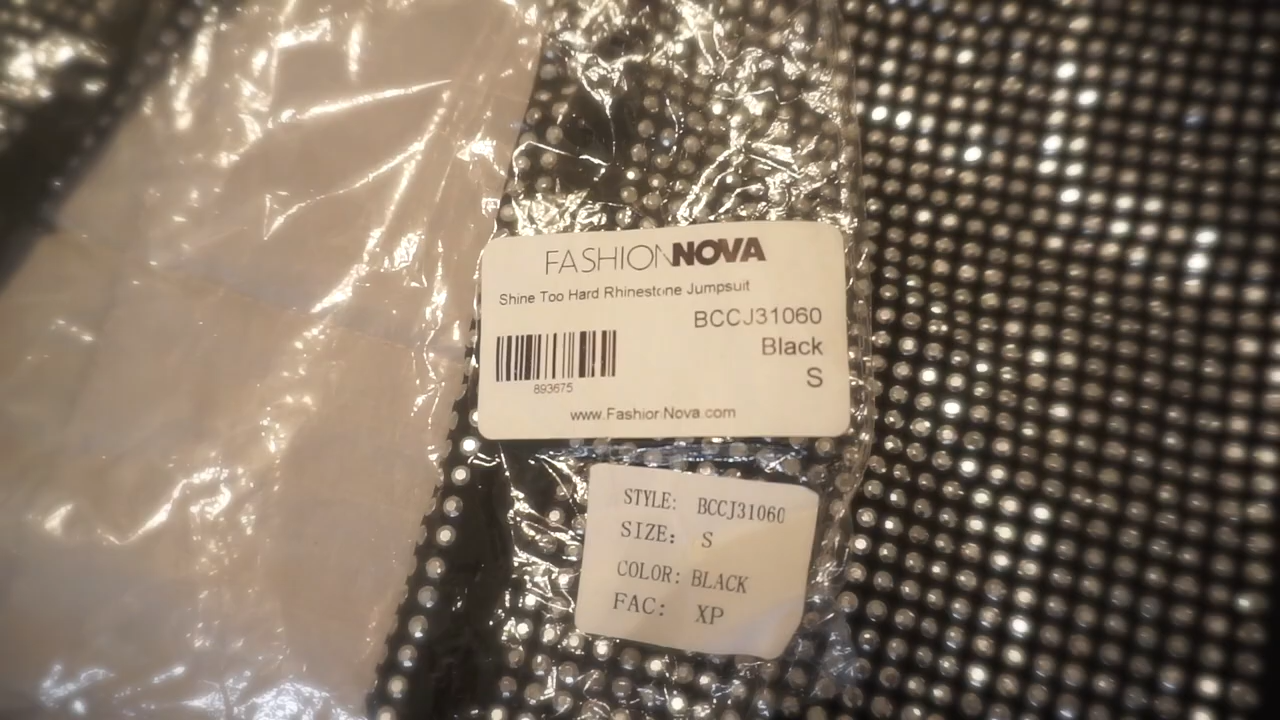 FASHIONNOVA
Shine Too Hard Rhinestone Jumpsuit
BCCJ31060
Black
S
893675
www.FashionNova.com
STYLE: BCCJ31060
SIZE: S
COLOR: BLACK
FAC: XP